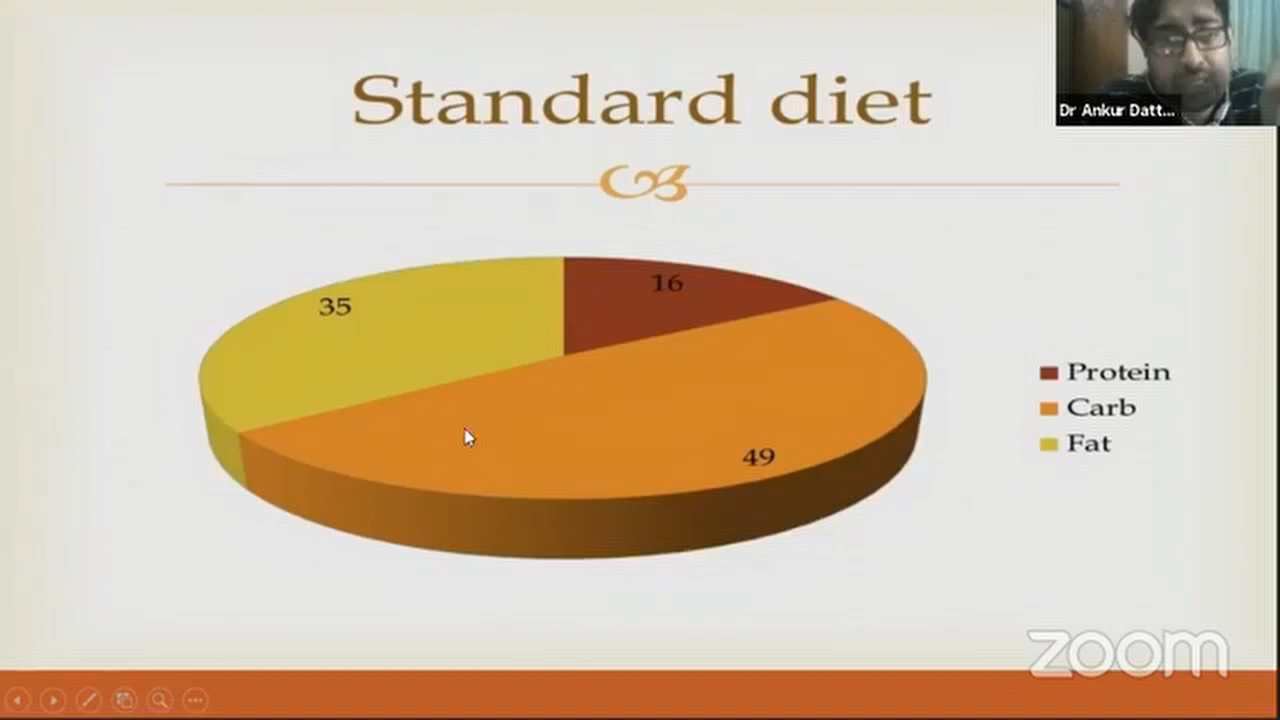 Standard diet
Dr Ankur Datt...
16
35
49
Protein
Carb
Fat
zoom